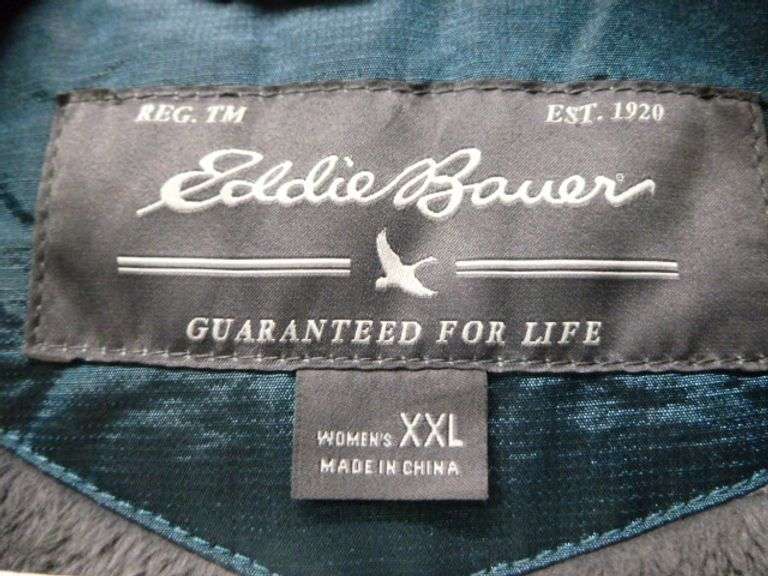 REG. TM EST. 1920
Eddie Bauer®
GUARANTEED FOR LIFE
WOMEN'S XXL
MADE IN CHINA